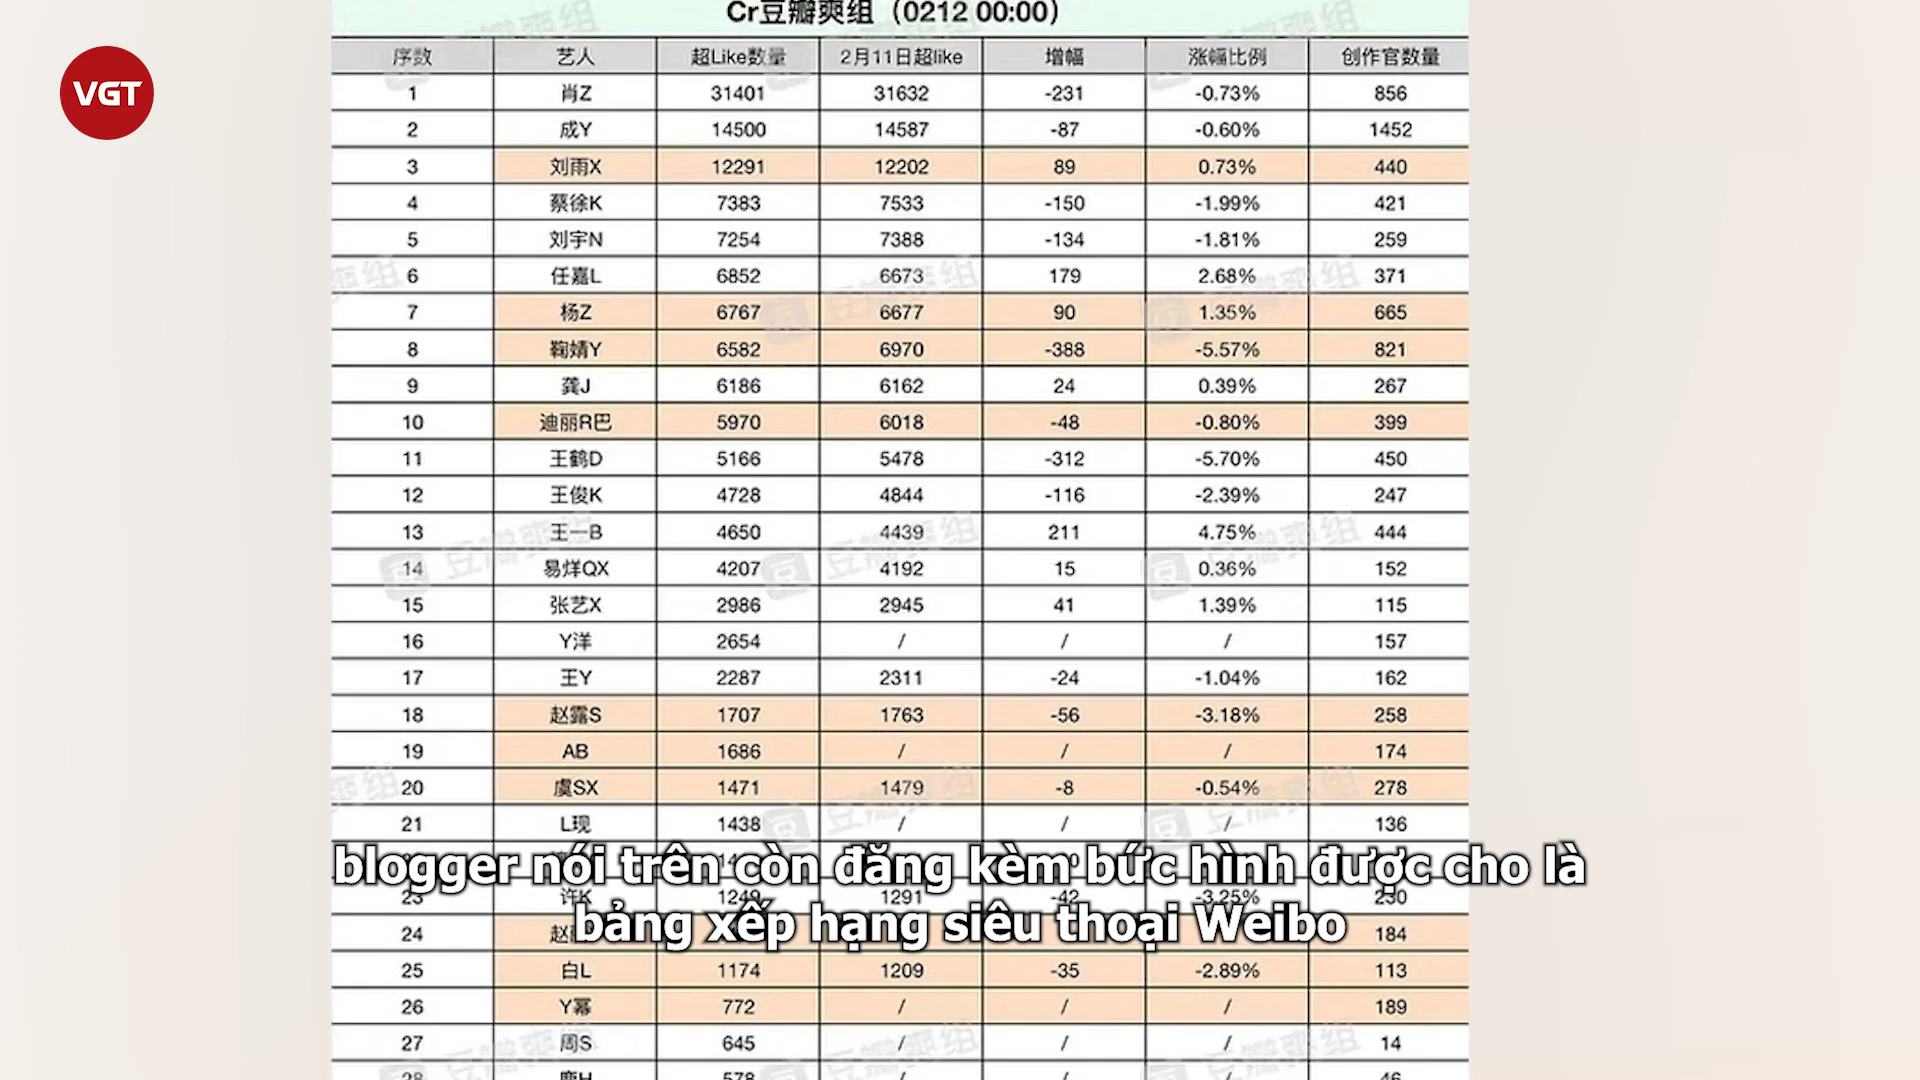 VGT
Cr豆瓣爽组（0212 00:00）
序数 艺人 超Like数量 2月11日超like 增幅 涨幅比例 创作官数量
1 肖Z 31401 31632 -231 -0.73% 856
2 成Y 14500 14587 -87 -0.60% 1452
3 刘雨X 12291 12202 89 0.73% 440
4 蔡徐K 7383 7533 -150 -1.99% 421
5 刘宇N 7254 7388 -134 -1.81% 259
6 任嘉L 6852 6673 179 2.68% 371
7 杨Z 6767 6677 90 1.35% 665
8 鞠婧Y 6582 6970 -388 -5.57% 821
9 龚J 6186 6162 24 0.39% 267
10 迪丽R巴 5970 6018 -48 -0.80% 399
11 王鹤D 5166 5478 -312 -5.70% 450
12 王俊K 4728 4844 -116 -2.39% 247
13 王一B 4650 4439 211 4.75% 444
14 易烊QX 4207 4192 15 0.36% 152
15 张艺X 2986 2945 41 1.39% 115
16 Y洋 2654 / / / 157
17 王Y 2287 2311 -24 -1.04% 162
18 赵露S 1707 1763 -56 -3.18% 258
19 AB 1686 / / / 174
20 虞SX 1471 1479 -8 -0.54% 278
21 L现 1438 / / / 136
blogger nói trên còn đăng kèm bức hình được cho là
23 许K 1249 1291 -42 -3.25% 230
bảng xếp hạng siêu thoại Weibo
24 184
25 白L 1174 1209 -35 -2.89% 113
26 Y幂 772 / / / 189
27 周S 645 / / / 14